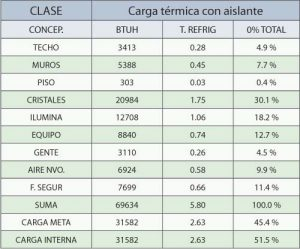 CLASE Carga térmica con aislante
CONCEP. BTUH T. REFRIG 0% TOTAL
TECHO 3413 0.28 4.9 %
MUROS 5388 0.45 7.7 %
PISO 303 0.03 0.4 %
CRISTALES 20984 1.75 30.1 %
ILUMINA 12708 1.06 18.2 %
EQUIPO 8840 0.74 12.7 %
GENTE 3110 0.26 4.5 %
AIRE NVO. 6924 0.58 9.9 %
F. SEGUR 7699 0.66 11.4 %
SUMA 69634 5.80 100.0 %
CARGA META 31582 2.63 45.4 %
CARGA INTERNA 31582 2.63 51.5 %